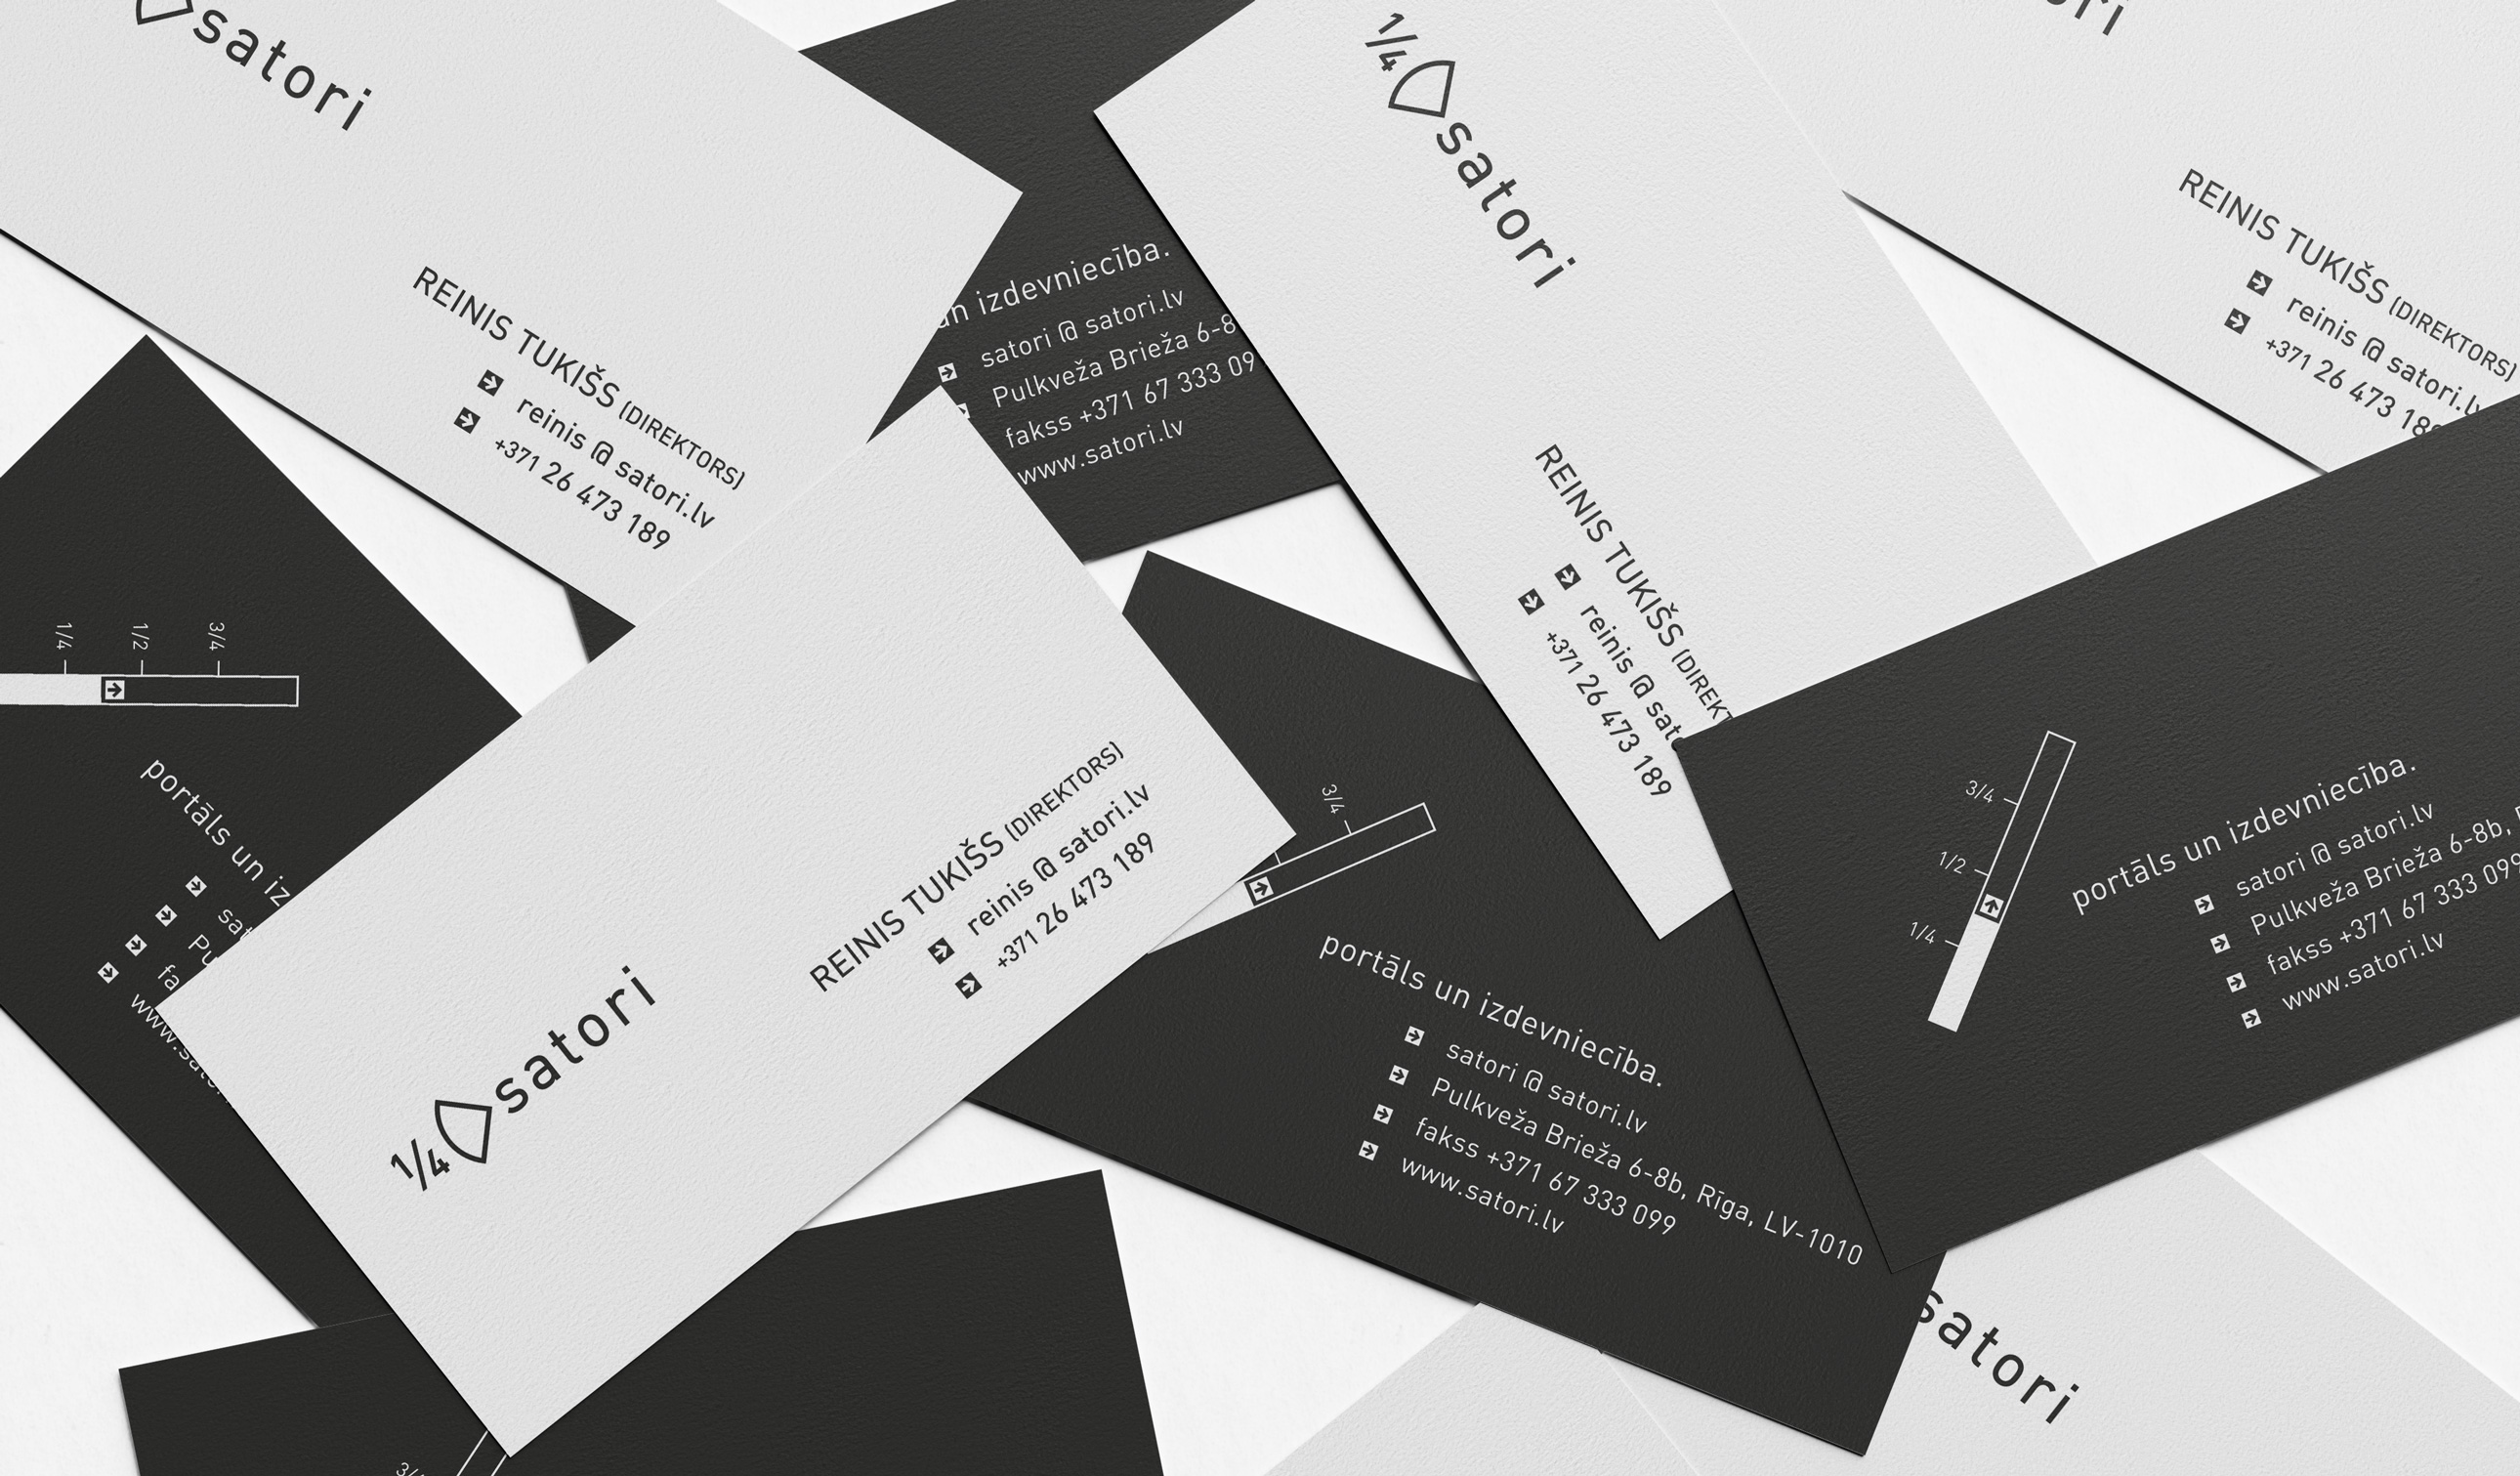 satori
REINIS TUKIŠS (DIREKTORS)
reinis @ satori.lv
+371 26 473 189
un izdevniecība.
satori @ satori.lv
Pulkveža Brieža 6-8
fakss +371 67 333 09
www.satori.lv
1/4 satori
REINIS TUKIŠS (DIREKT
reinis @ sato
+371 26 473 189
REINIS TUKIŠS (DIREKTORS)
reinis @ satori.lv
+371 26 473 189
1/4 1/2 3/4
portāls un iz
sat
Pu
fa
www.sator
1/4 satori
REINIS TUKIŠS (DIREKTORS)
reinis @ satori.lv
+371 26 473 189
3/4
portāls un izdevniecība.
satori @ satori.lv
Pulkveža Brieža 6-8b, Rīga, LV-1010
fakss +371 67 333 099
www.satori.lv
3/4
1/2
1/4
portāls un izdevniecība.
satori @ satori.lv
Pulkveža Brieža 6-8b,
fakss +371 67 333 099
www.satori.lv
satori